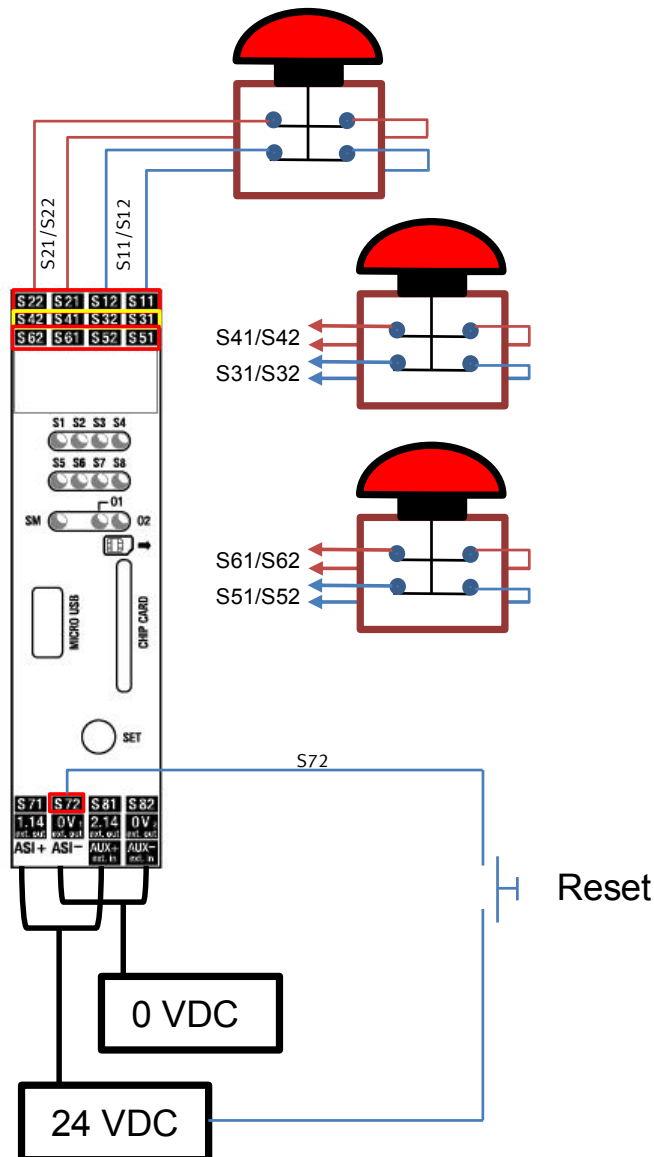 S21/S22
S11/S12
S22 S21 S12 S11
S42 S41 S32 S31
S62 S61 S52 S51
S41/S42
S31/S32
S1 S2 S3 S4
S5 S6 S7 S8
O1
SM
O2
S61/S62
S51/S52
MICRO USB
CHIP CARD
SET
S72
S71 S72 S81 S82
1.14 0V1 2.14 0V2
ext. out ext. out ext. out ext. out
ASI+ ASI− AUX+ AUX−
ext. in ext. in
Reset
0 VDC
24 VDC